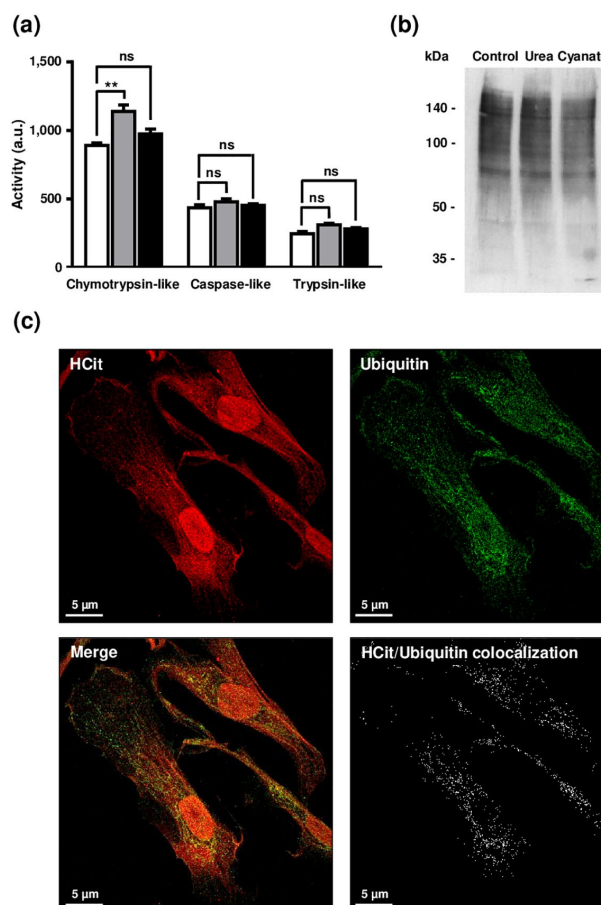 (a)
1,500
1,000
500
0
Activity (a.u.)
ns
**
ns
ns
ns
ns
Chymotrypsin-like Caspase-like Trypsin-like
(b)
kDa Control Urea Cyanat
140 -
100 -
50 -
35 -
(c)
HCit
5 µm
Ubiquitin
5 µm
Merge
5 µm
HCit/Ubiquitin colocalization
5 µm